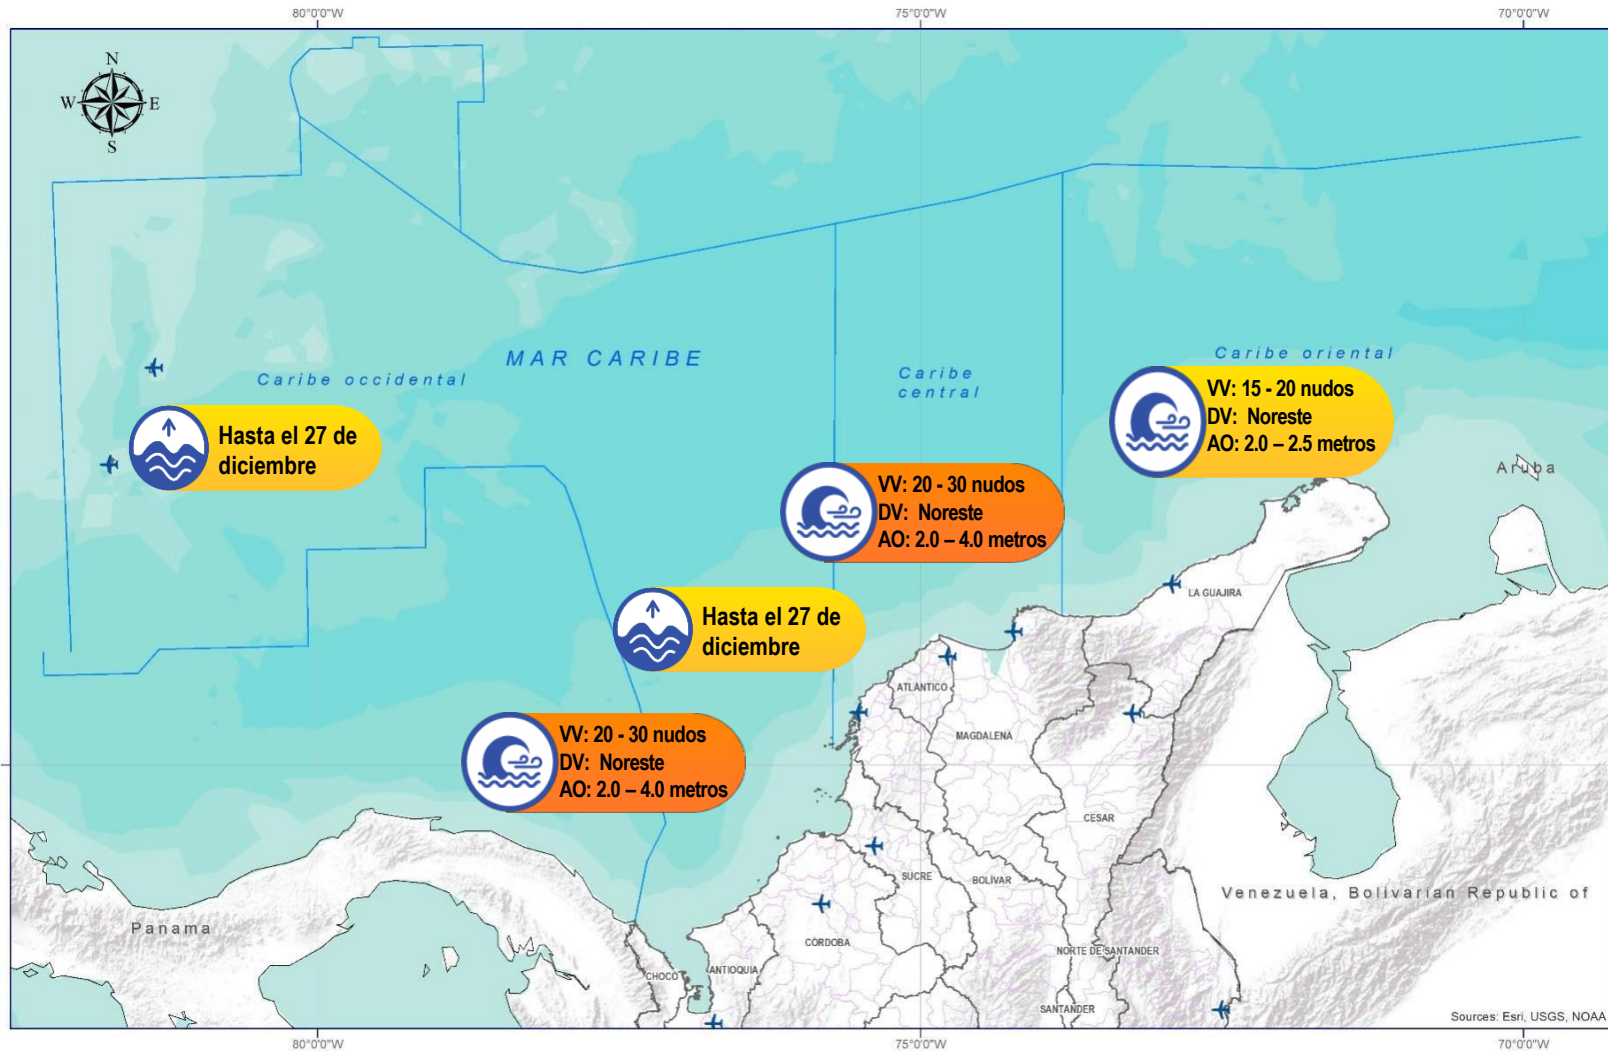 80°0'0"W
75°0'0"W
70°0'0"W
N
W
E
S
MAR CARIBE
Caribe occidental
Caribe
central
Caribe oriental
VV: 15 - 20 nudos
DV: Noreste
AO: 2.0 – 2.5 metros
Hasta el 27 de
diciembre
VV: 20 - 30 nudos
DV: Noreste
AO: 2.0 – 4.0 metros
Aruba
LA GUAJIRA
Hasta el 27 de
diciembre
ATLÁNTICO
MAGDALENA
VV: 20 - 30 nudos
DV: Noreste
AO: 2.0 – 4.0 metros
CESAR
SUCRE
BOLÍVAR
Venezuela, Bolivarian Republic of
Panama
CÓRDOBA
NORTE DE SANTANDER
CHOCÓ
ANTIOQUIA
SANTANDER
Sources: Esri, USGS, NOAA
80°0'0"W
75°0'0"W
70°0'0"W